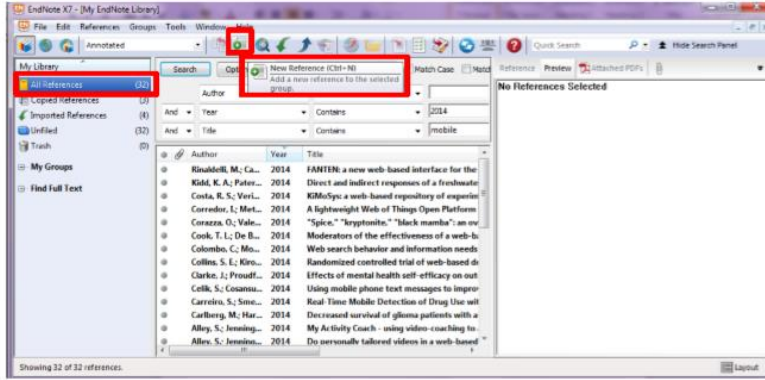 EndNote X7 - [My EndNote Library]
File Edit References Groups Tools Window Help
Annotated
Quick Search
Hide Search Panel
My Library
All References (32)
Copied References (3)
Imported References (4)
Unfiled (32)
Trash (0)
My Groups
Find Full Text
Search
New Reference (Ctrl+N)
Add a new reference to the selected group.
Match Case
Author
And Year Contains 2014
And Title Contains mobile
Author Year Title
Rinaldelli, M.; Ca... 2014 FANTEN: a new web-based interface for the
Kidd, K. A.; Pater... 2014 Direct and indirect responses of a freshwate
Costa, R. S.; Veri... 2014 KiMoSys: a web-based repository of experim
Corredor, I.; Met... 2014 A lightweight Web of Things Open Platform
Corazza, O.; Vale... 2014 "Spice," "kryptonite," "black mamba": an ov
Cook, T. L.; De B... 2014 Moderators of the effectiveness of a web-b
Colombo, C.; Mo... 2014 Web search behavior and information needs
Collins, S. E.; Kiro... 2014 Randomized controlled trial of web-based d
Clarke, J.; Proudf... 2014 Effects of mental health self-efficacy on out
Celik, S.; Cosansu... 2014 Using mobile phone text messages to improv
Carreiro, S.; Sme... 2014 Real-Time Mobile Detection of Drug Use wit
Carlberg, M.; Har... 2014 Decreased survival of glioma patients with a
Alley, S.; Jenning... 2014 My Activity Coach - using video-coaching to
Alley, S.; Jenning... 2014 Do personally tailored videos in a web-based
Reference Preview Attached PDFs
No References Selected
Showing 32 of 32 references.
Layout